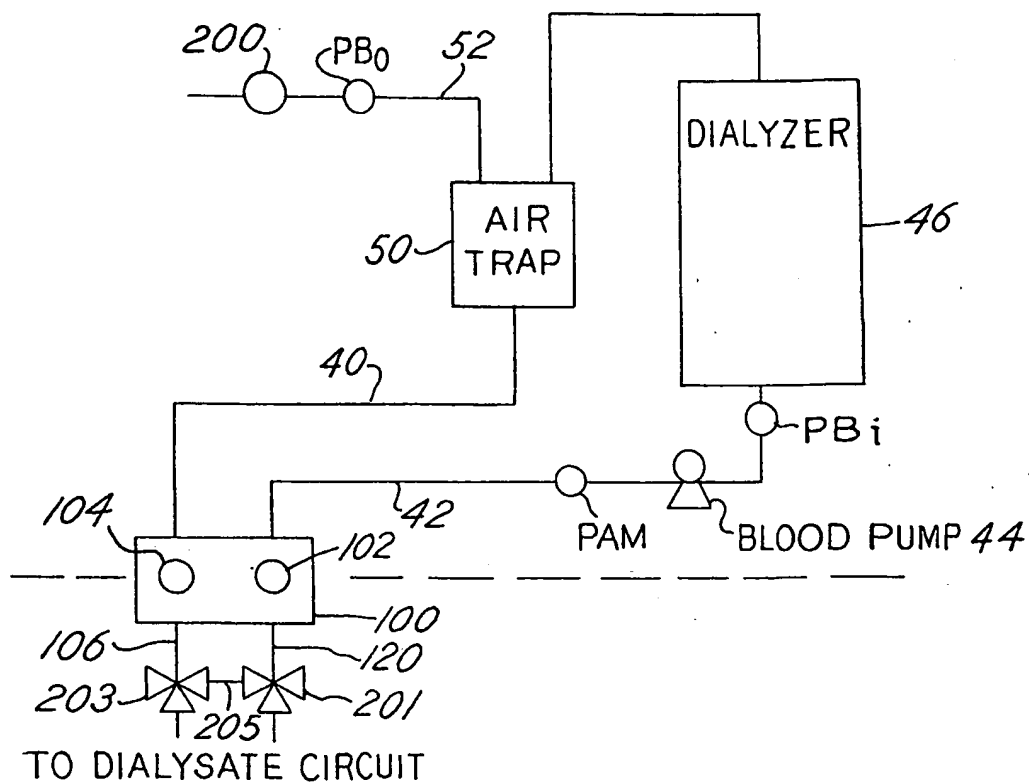 200
PB0
52
DIALYZER
46
AIR
TRAP
50
40
PBi
42
PAM
BLOOD PUMP 44
104
102
100
106
120
203
205
201
TO DIALYSATE CIRCUIT